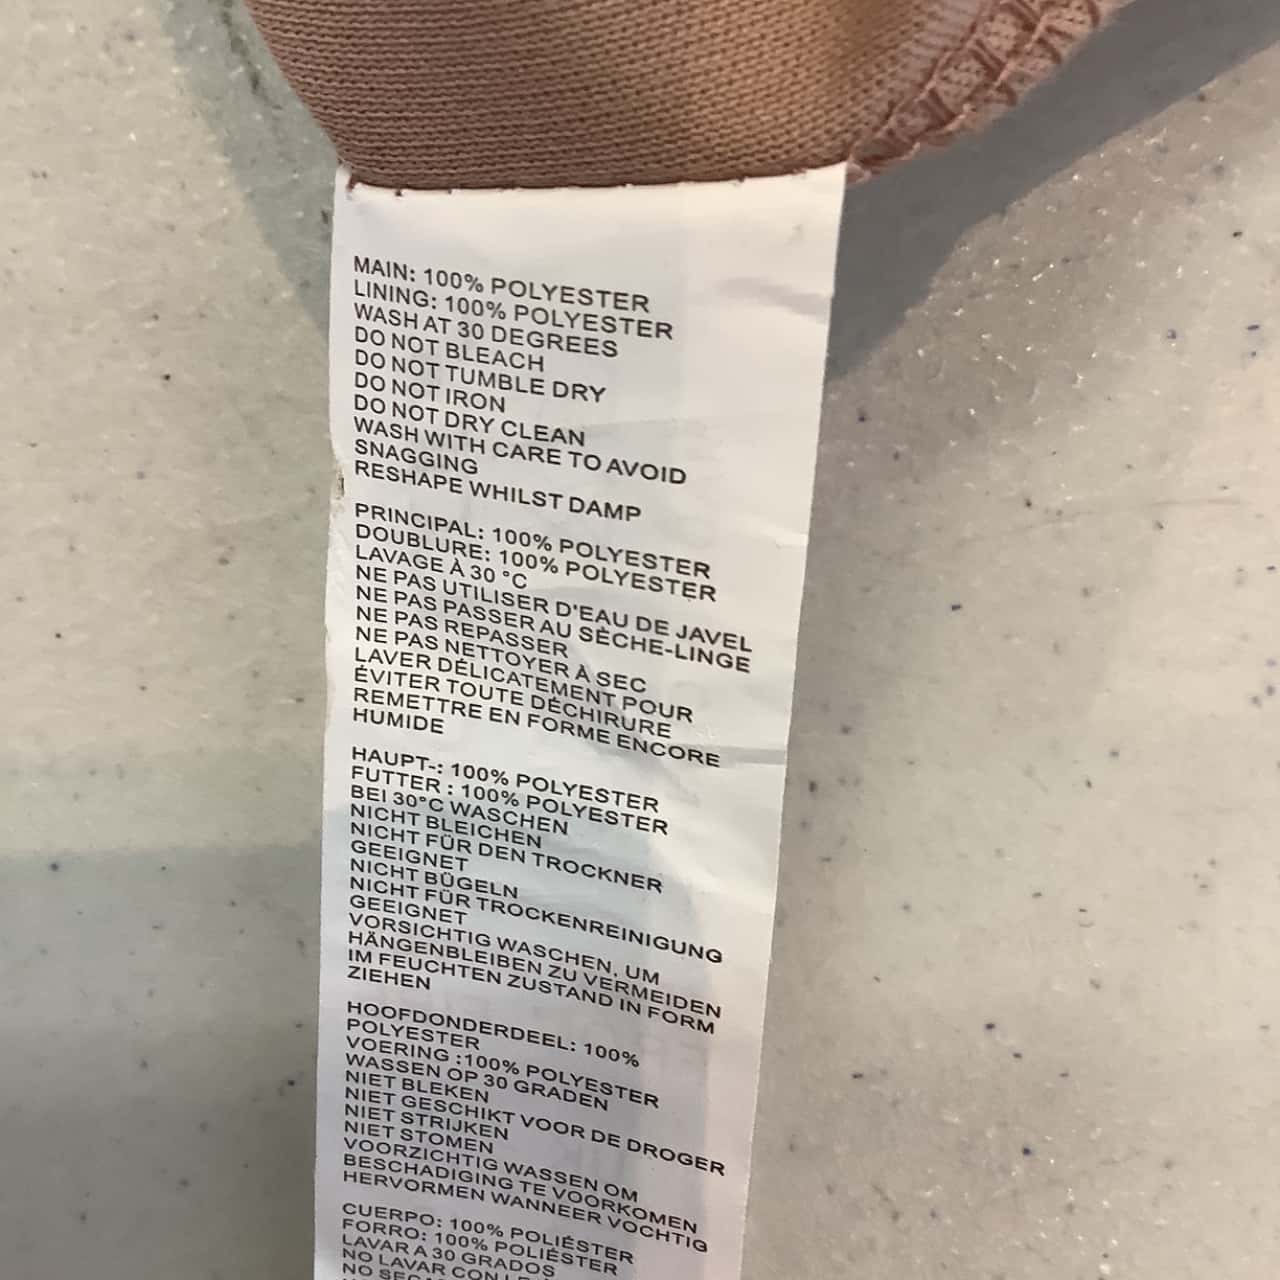 MAIN: 100% POLYESTER
LINING: 100% POLYESTER
WASH AT 30 DEGREES
DO NOT BLEACH
DO NOT TUMBLE DRY
DO NOT IRON
DO NOT DRY CLEAN
WASH WITH CARE TO AVOID
SNAGGING
RESHAPE WHILST DAMP
PRINCIPAL: 100% POLYESTER
DOUBLURE: 100% POLYESTER
LAVAGE À 30 °C
NE PAS UTILISER D'EAU DE JAVEL
NE PAS PASSER AU SÈCHE-LINGE
NE PAS REPASSER
NE PAS NETTOYER À SEC
LAVER DÉLICATEMENT POUR
ÉVITER TOUTE DÉCHIRURE
REMETTRE EN FORME ENCORE
HUMIDE
HAUPT-: 100% POLYESTER
FUTTER : 100% POLYESTER
BEI 30°C WASCHEN
NICHT BLEICHEN
NICHT FÜR DEN TROCKNER
GEEIGNET
NICHT BÜGELN
NICHT FÜR TROCKENREINIGUNG
GEEIGNET
VORSICHTIG WASCHEN, UM
HÄNGENBLEIBEN ZU VERMEIDEN
IM FEUCHTEN ZUSTAND IN FORM
ZIEHEN
HOOFDONDERDEEL: 100%
POLYESTER
VOERING :100% POLYESTER
WASSEN OP 30 GRADEN
NIET BLEKEN
NIET GESCHIKT VOOR DE DROGER
NIET STRIJKEN
NIET STOMEN
VOORZICHTIG WASSEN OM
BESCHADIGING TE VOORKOMEN
HERVORMEN WANNEER VOCHTIG
CUERPO: 100% POLIÉSTER
FORRO: 100% POLIÉSTER
LAVAR A 30 GRADOS
NO LAVAR CON
NO